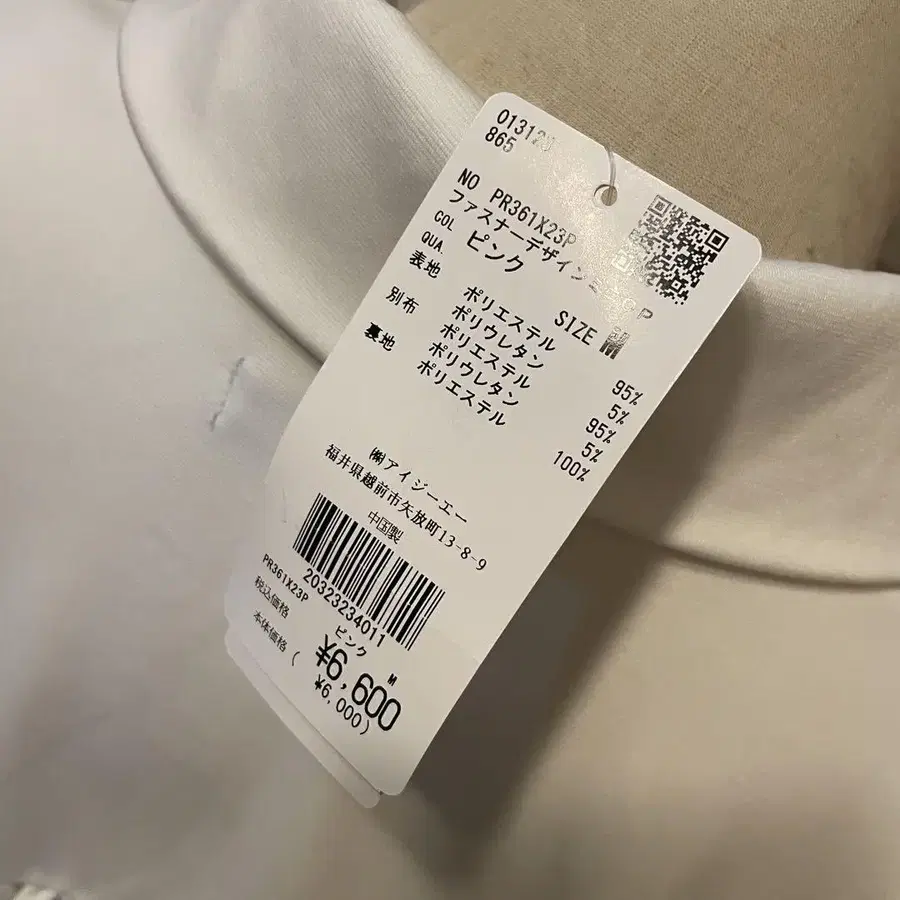 865
NO PR361X23P
ファスナーデザイン
COL ピンク SIZE M
QUA.
表地 ポリエステル 95%
ポリウレタン 5%
別布 ポリエステル 95%
ポリウレタン 5%
裏地 ポリエステル 100%
㈱アイジーエー
福井県越前市矢放町13-8-9
中国製
20323234011
PR361X23P ピンク M
税込価格 ¥6,600
本体価格 ( ¥6,000)